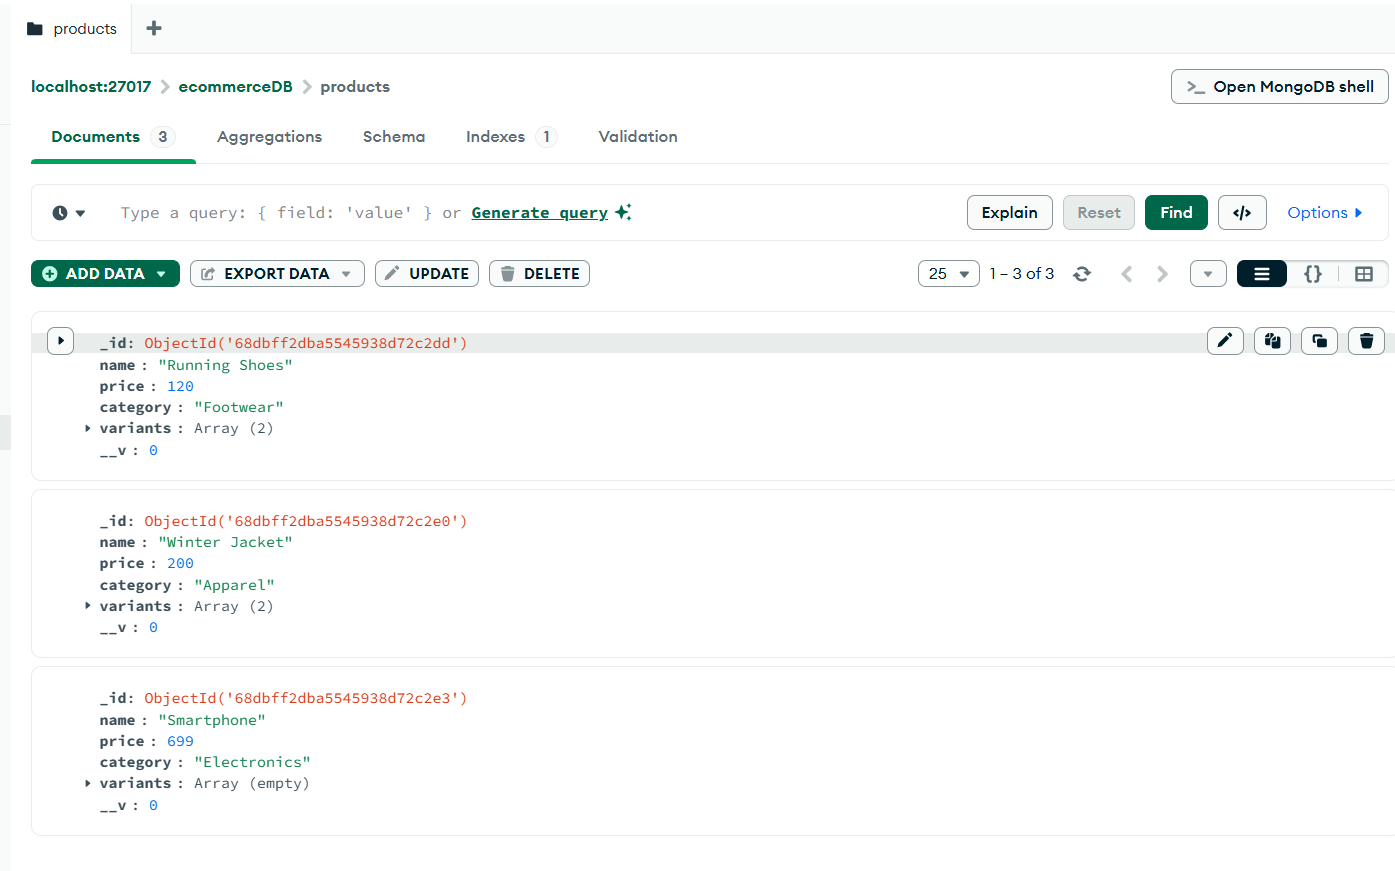 products
localhost:27017 ecommerceDB products
>_ Open MongoDB shell
Documents 3 Aggregations Schema Indexes 1 Validation
Type a query: { field: 'value' } or Generate query
Explain Reset Find </> Options
ADD DATA EXPORT DATA UPDATE DELETE
25 1 – 3 of 3 {}
_id: ObjectId('68dbff2dba5545938d72c2dd')
name : "Running Shoes"
price : 120
category : "Footwear"
variants : Array (2)
__v : 0
_id: ObjectId('68dbff2dba5545938d72c2e0')
name : "Winter Jacket"
price : 200
category : "Apparel"
variants : Array (2)
__v : 0
_id: ObjectId('68dbff2dba5545938d72c2e3')
name : "Smartphone"
price : 699
category : "Electronics"
variants : Array (empty)
__v : 0